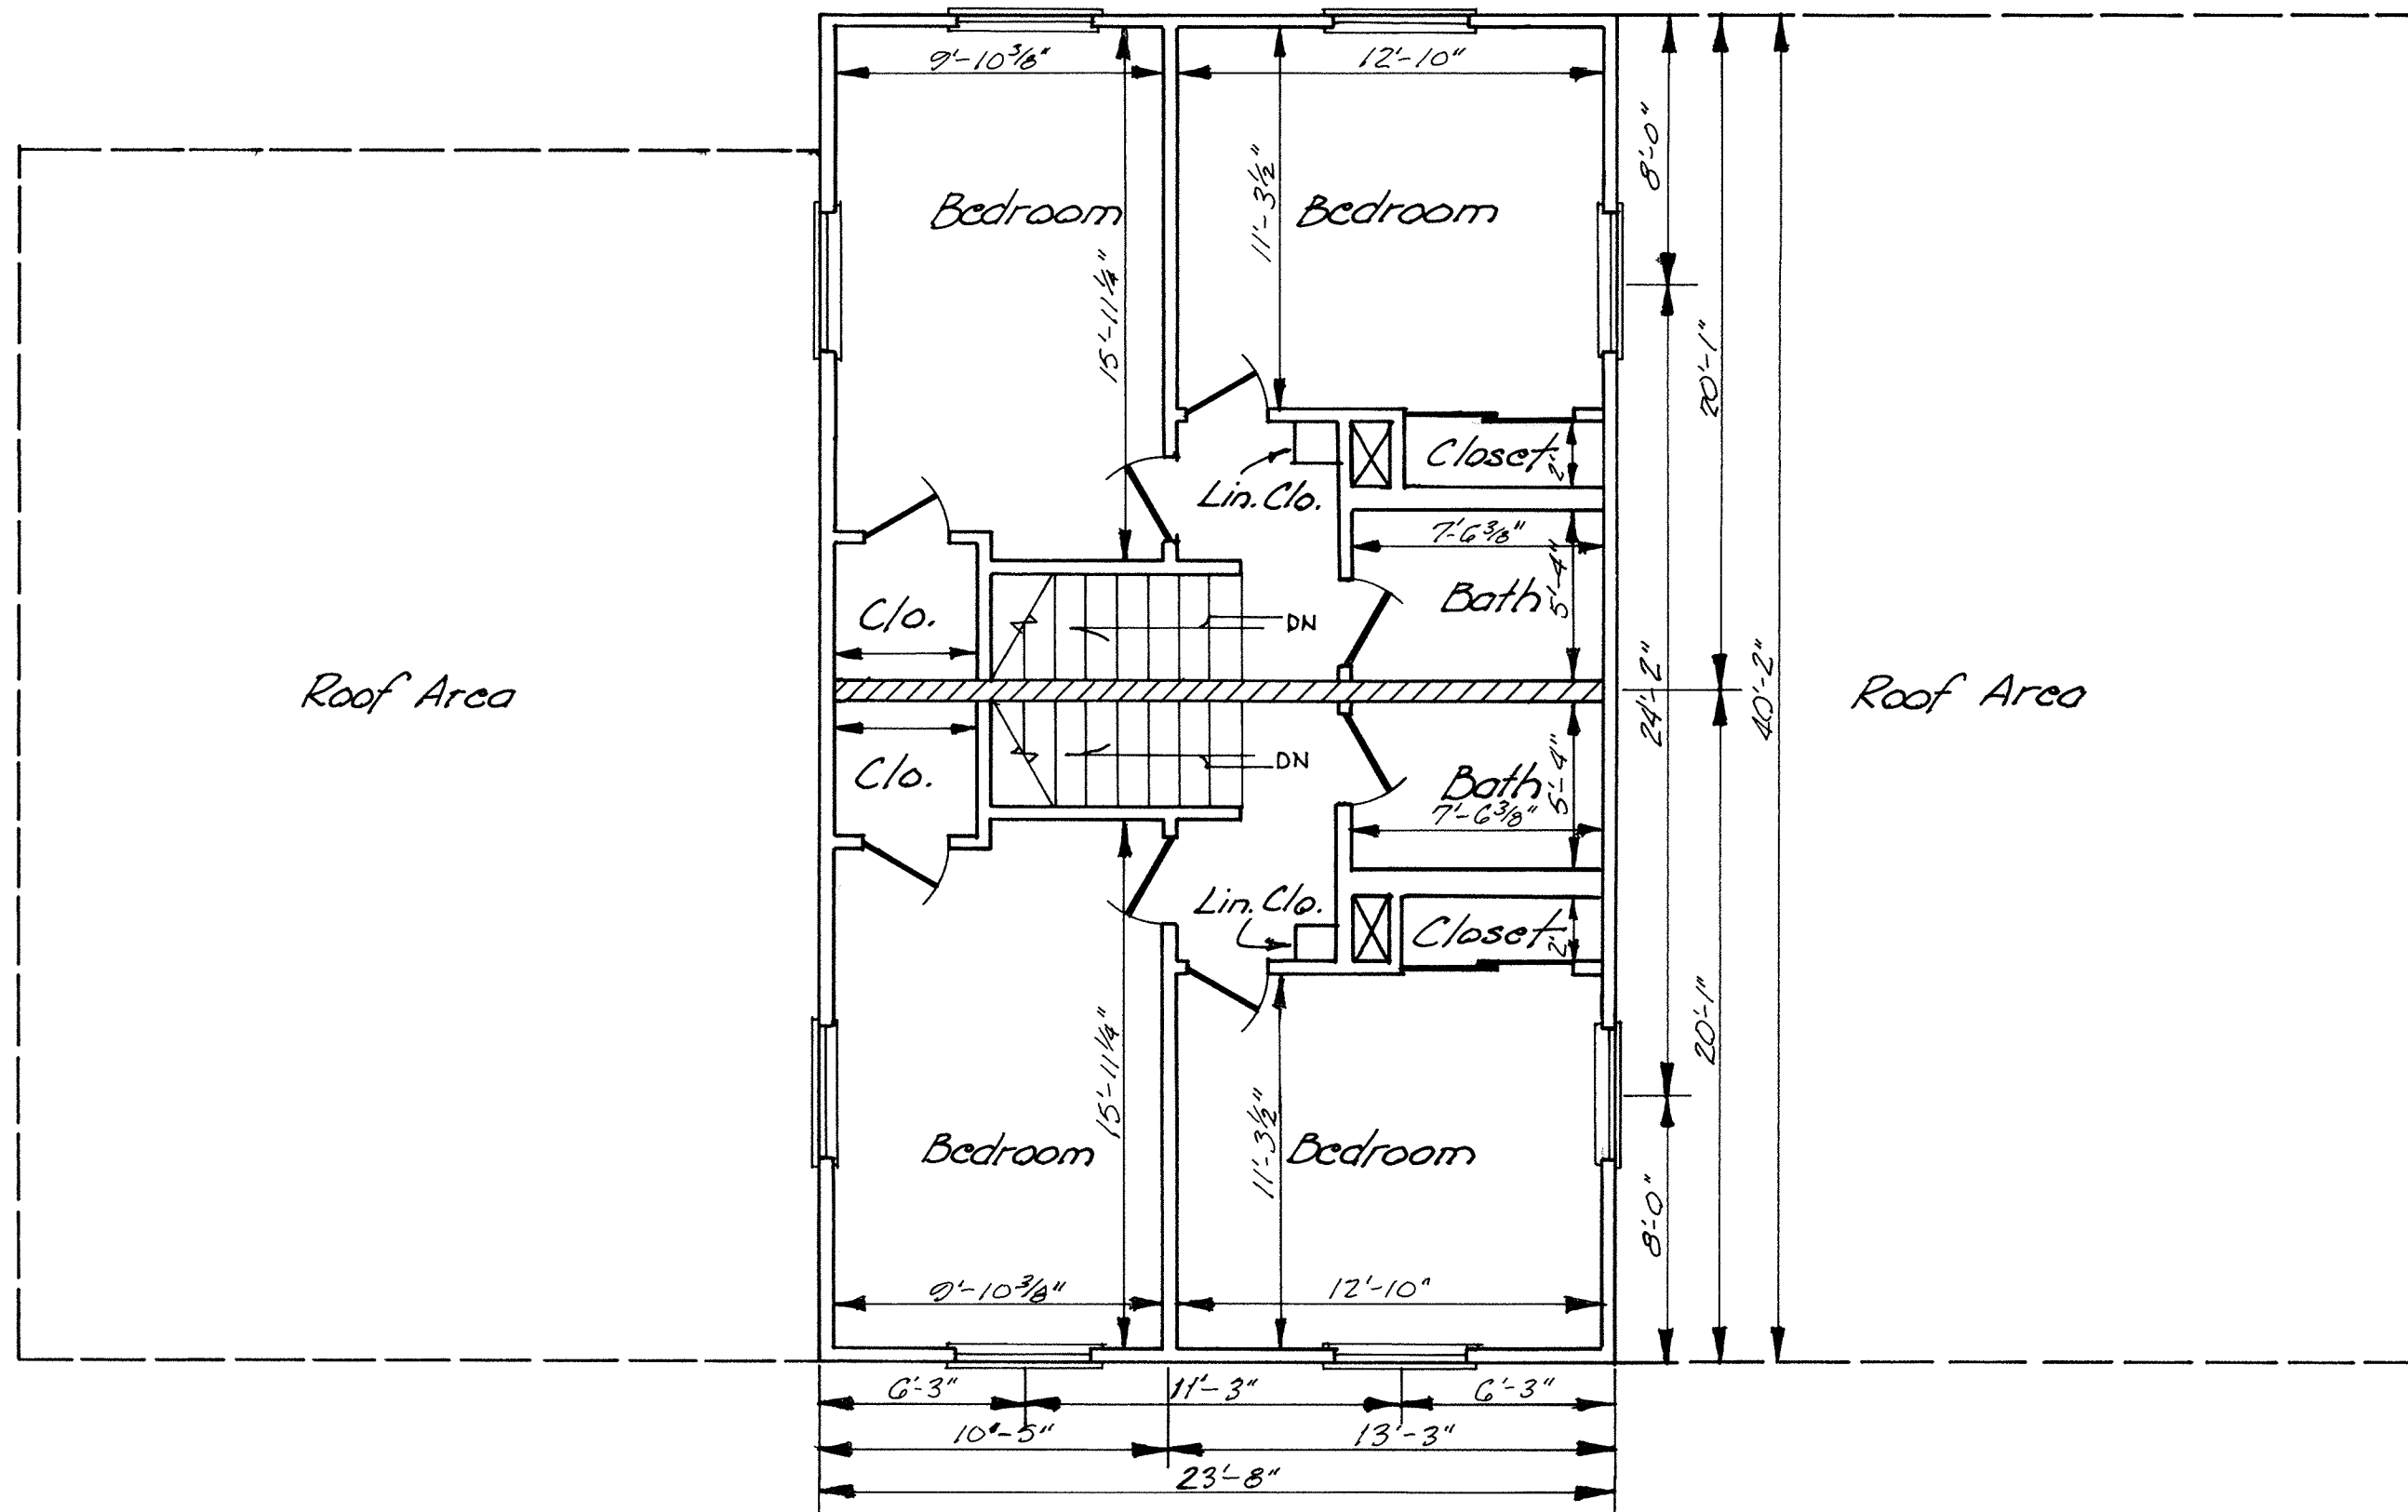 9'-10 3/8"
12'-10"
8'-0"
Bedroom
Bedroom
11'-3 1/2"
15'-11 1/4"
20'-1"
Closet
2'
Lin. Clo.
7'-6 3/8"
5'-4"
Bath
Clo.
DN
Roof Area
24'-2"
40'-2"
Roof Area
Clo.
DN
Bath
5'-4"
7'-6 3/8"
Lin. Clo.
Closet
2'
15'-11 1/4"
11'-3 1/2"
20'-1"
Bedroom
Bedroom
8'-0"
9'-10 3/8"
12'-10"
6'-3"
11'-3"
6'-3"
10'-5"
13'-3"
23'-8"